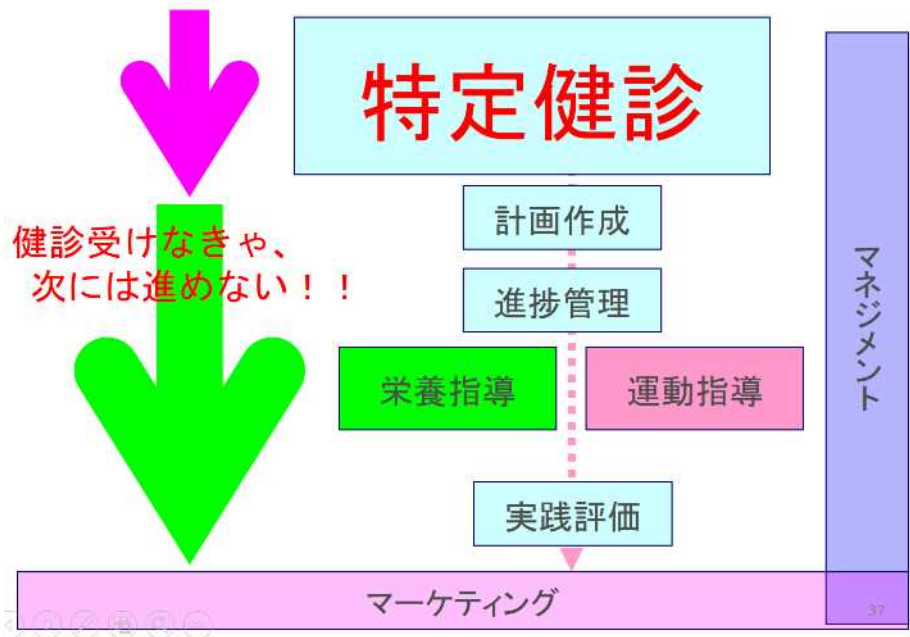 特定健診
計画作成
健診受けなきゃ、
次には進めない！！
進捗管理
栄養指導
運動指導
実践評価
マネジメント
マーケティング
37